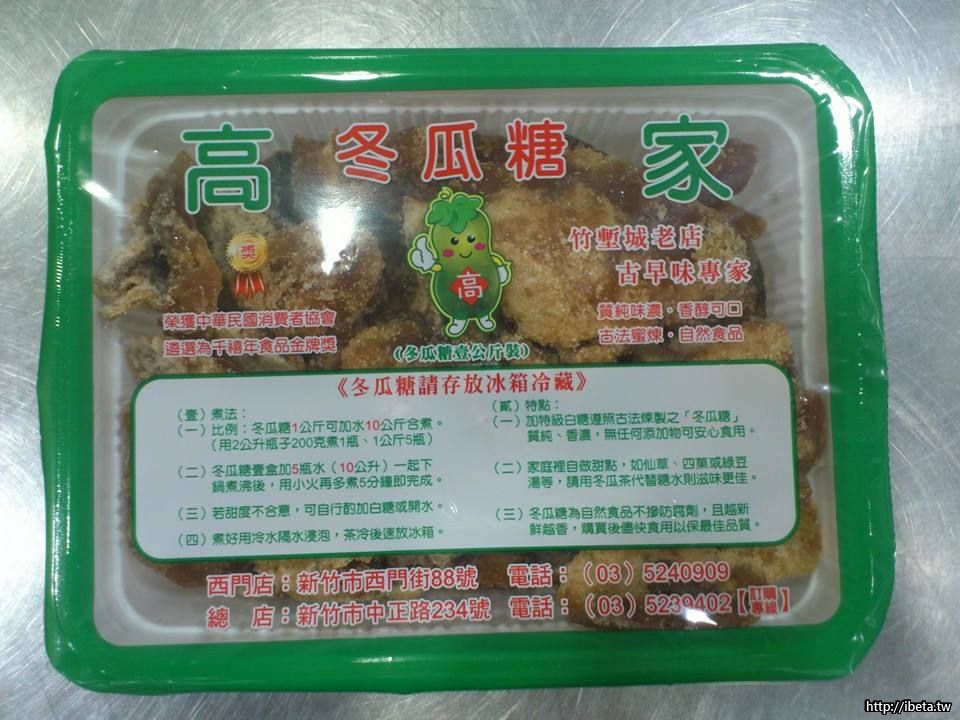 高 冬瓜糖 家
竹塹城老店
古早味專家
獎
高
®
榮獲中華民國消費者協會
遴選為千禧年食品金牌獎
質純味濃・香醇可口
古法蜜煉・自然食品
(冬瓜糖壹公斤裝)
《冬瓜糖請存放冰箱冷藏》
(壹)煮法：
(一)比例：冬瓜糖1公斤可加水10公斤合煮。
(用2公升瓶子200克煮1瓶、1公斤5瓶)
(二)冬瓜糖壹盒加5瓶水(10公升)一起下
鍋煮沸後，用小火再多煮5分鐘即完成。
(三)若甜度不合意，可自行酌加白糖或開水。
(四)煮好用冷水隔水浸泡，茶冷後速放冰箱。
(貳)特點：
(一)加特級白糖遵照古法煉製之「冬瓜糖」
質純、香濃，無任何添加物可安心食用。
(二)家庭裡自做甜點，如仙草、四菓或綠豆
湯等，請用冬瓜茶代替糖水則滋味更佳。
(三)冬瓜糖為自然食品不摻防腐劑，且越新
鮮越香，購買後儘快食用以保最佳品質。
西門店：新竹市西門街88號 電話：(03)5240909
總 店：新竹市中正路234號 電話：(03)5239402【訂購專線】
http://ibeta.tw